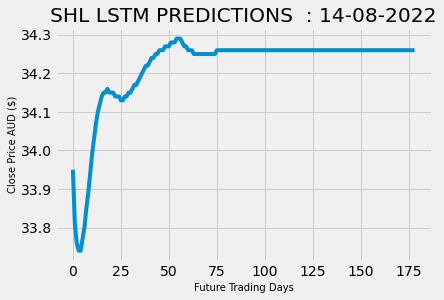 SHL LSTM PREDICTIONS : 14-08-2022
34.3
34.2
34.1
34.0
33.9
33.8
Close Price AUD ($)
0 25 50 75 100 125 150 175
Future Trading Days